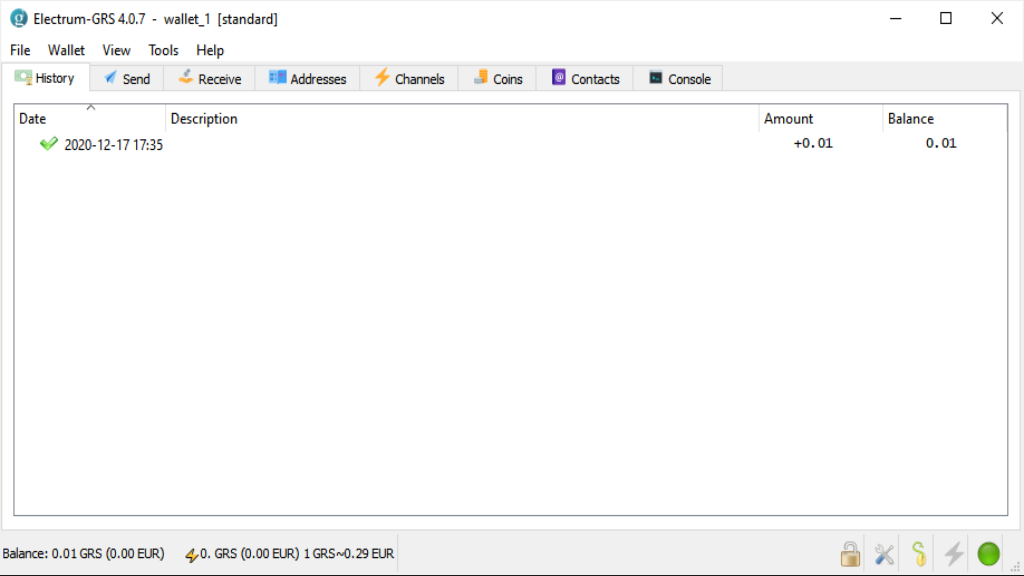 Electrum-GRS 4.0.7 - wallet_1 [standard]
File Wallet View Tools Help
History Send Receive Addresses Channels Coins Contacts Console
Date Description Amount Balance
2020-12-17 17:35 +0.01 0.01
Balance: 0.01 GRS (0.00 EUR) 0. GRS (0.00 EUR) 1 GRS~0.29 EUR